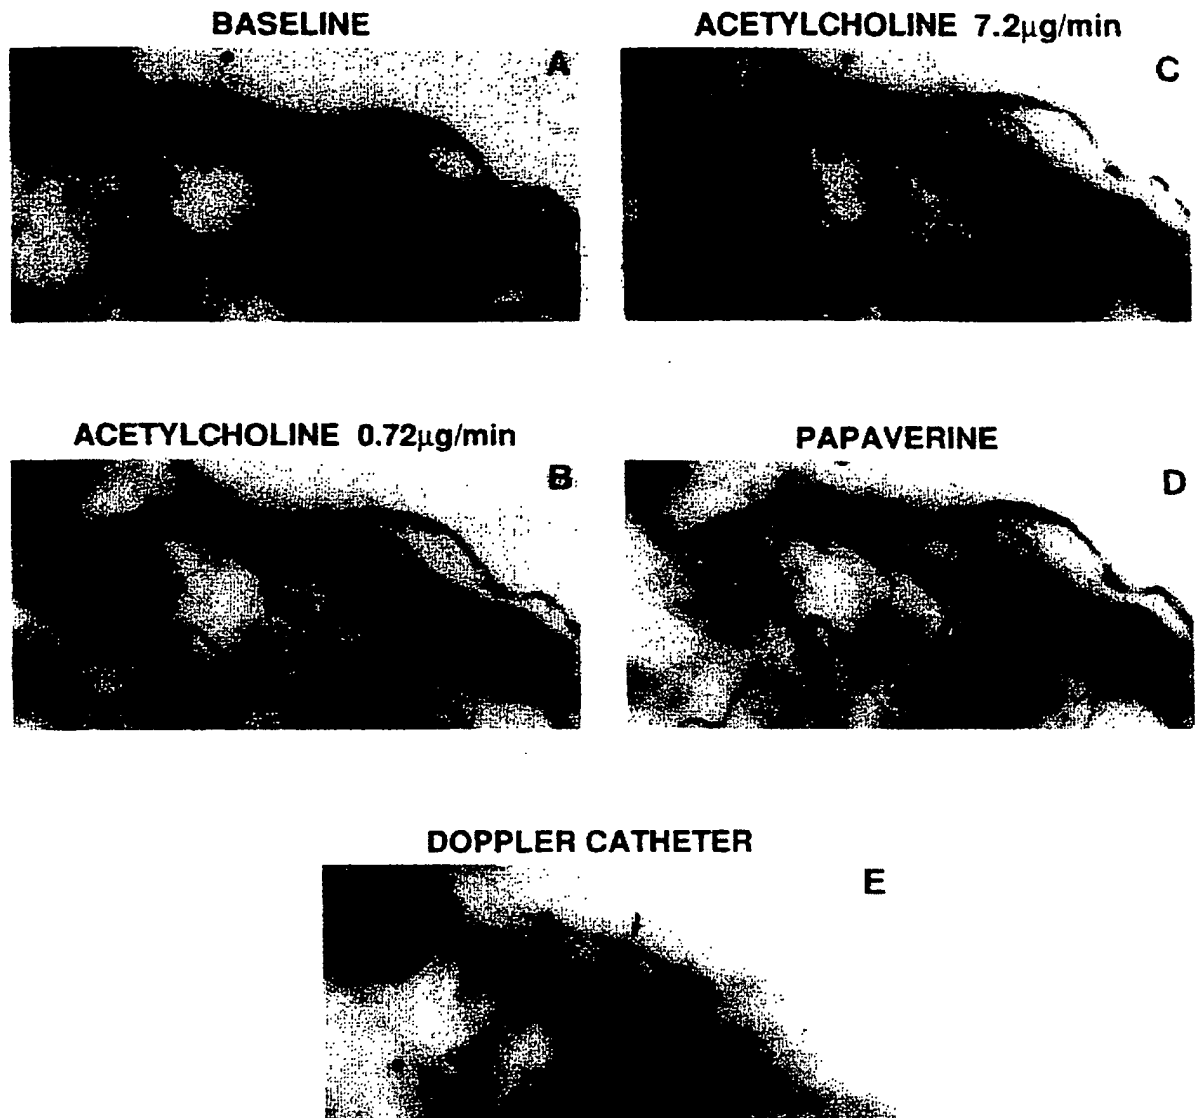 BASELINE
A
ACETYLCHOLINE 7.2µg/min
C
ACETYLCHOLINE 0.72µg/min
B
PAPAVERINE
D
DOPPLER CATHETER
E